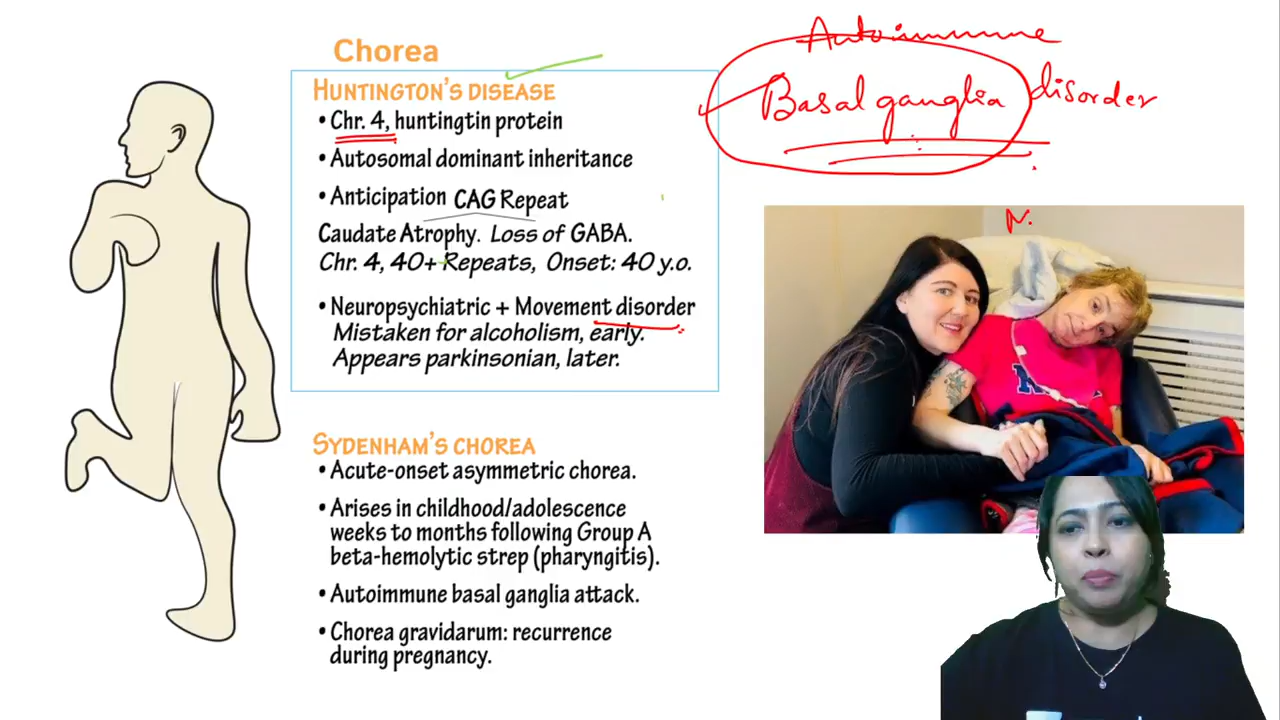 Chorea
HUNTINGTON'S DISEASE
• Chr. 4, huntingtin protein
• Autosomal dominant inheritance
• Anticipation CAG Repeat
Caudate Atrophy. Loss of GABA.
Chr. 4, 40+ Repeats, Onset: 40 y.o.
• Neuropsychiatric + Movement disorder
Mistaken for alcoholism, early.
Appears parkinsonian, later.
SYDENHAM'S CHOREA
• Acute-onset asymmetric chorea.
• Arises in childhood/adolescence
weeks to months following Group A
beta-hemolytic strep (pharyngitis).
• Autoimmune basal ganglia attack.
• Chorea gravidarum: recurrence
during pregnancy.
Autoimmune
Basal ganglia disorder
N